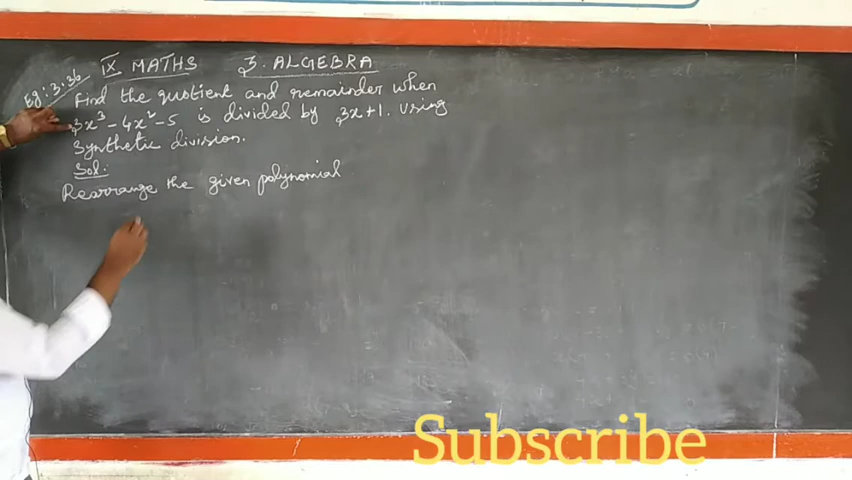 IX MATHS 3. ALGEBRA
Eg: 3.36
Find the quotient and remainder when
3x³ - 4x² - 5 is divided by 3x+1. using
Synthetic division.
Sol:
Rearrange the given polynomial
Subscribe